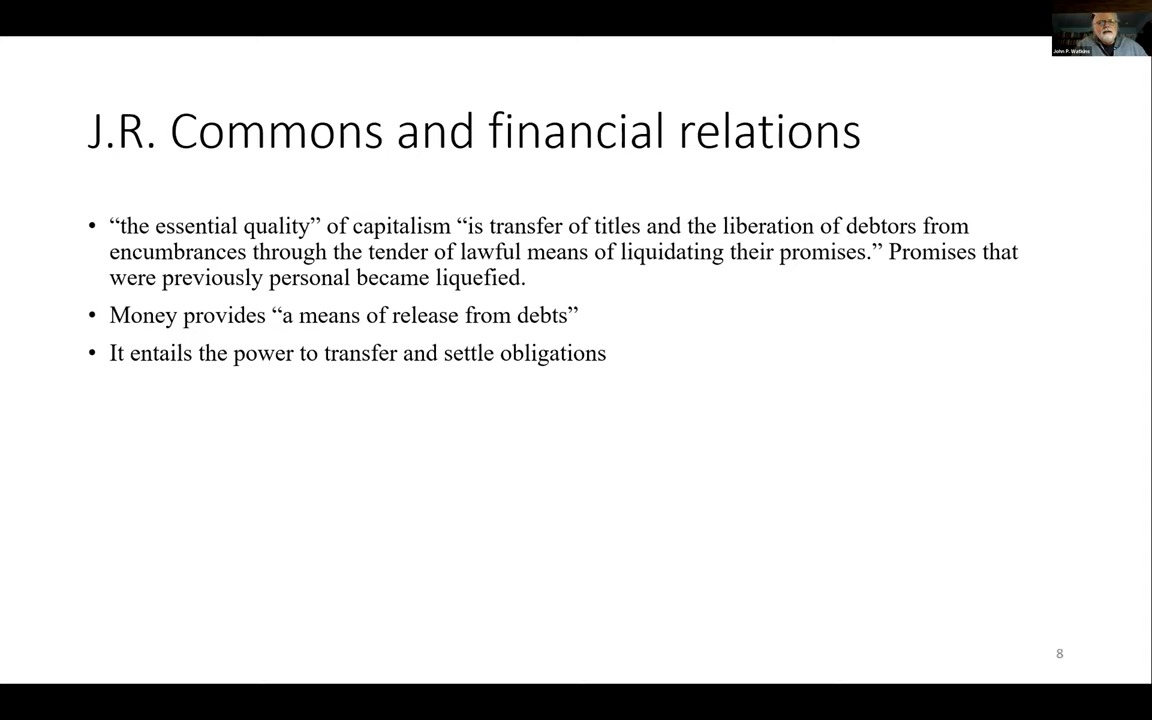 John P. Watkins
J.R. Commons and financial relations
• “the essential quality” of capitalism “is transfer of titles and the liberation of debtors from
encumbrances through the tender of lawful means of liquidating their promises.” Promises that
were previously personal became liquefied.
• Money provides “a means of release from debts”
• It entails the power to transfer and settle obligations
8